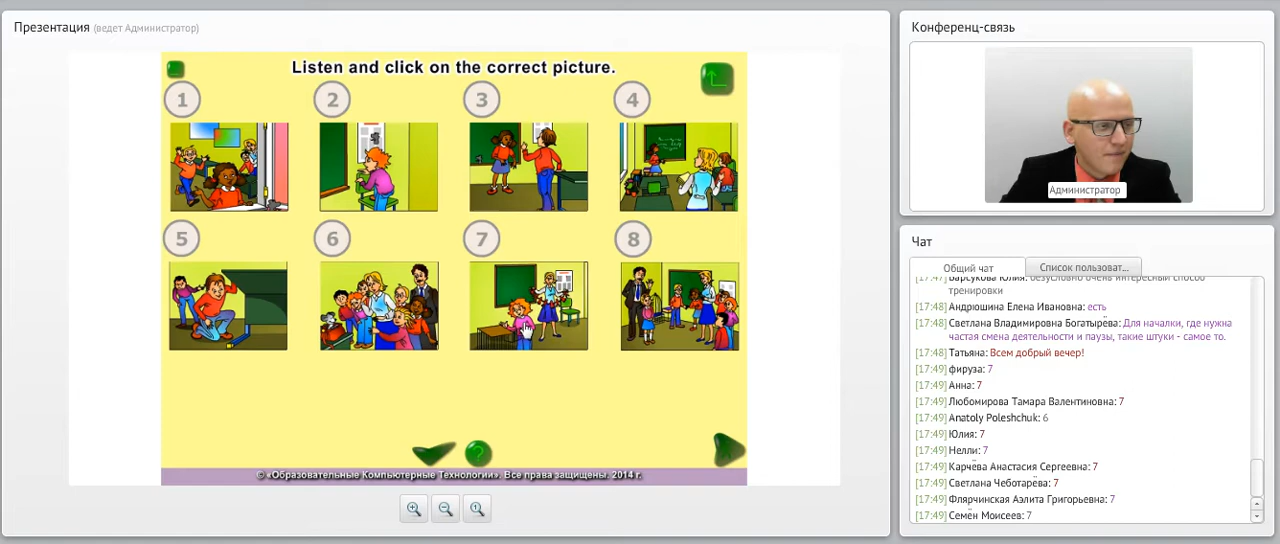 Презентация (ведет Администратор)
Listen and click on the correct picture.
1
2
3
4
5
6
7
8
?
© «Образовательные Компьютерные Технологии». Все права защищены. 2014 г.
Конференц-связь
Администратор
Чат
Общий чат
Список пользоват...
[17:47] Барсукова Юлия: безусловно очень интересный способ
тренировки
[17:48] Андрюшина Елена Ивановна: есть
[17:48] Светлана Владимировна Богатырёва: Для началки, где нужна
частая смена деятельности и паузы, такие штуки - самое то.
[17:48] Татьяна: Всем добрый вечер!
[17:49] фируза: 7
[17:49] Анна: 7
[17:49] Любомирова Тамара Валентиновна: 7
[17:49] Anatoly Poleshchuk: 6
[17:49] Юлия: 7
[17:49] Нелли: 7
[17:49] Карчёва Анастасия Сергеевна: 7
[17:49] Светлана Чеботарёва: 7
[17:49] Флярчинская Аэлита Григорьевна: 7
[17:49] Семён Моисеев: 7